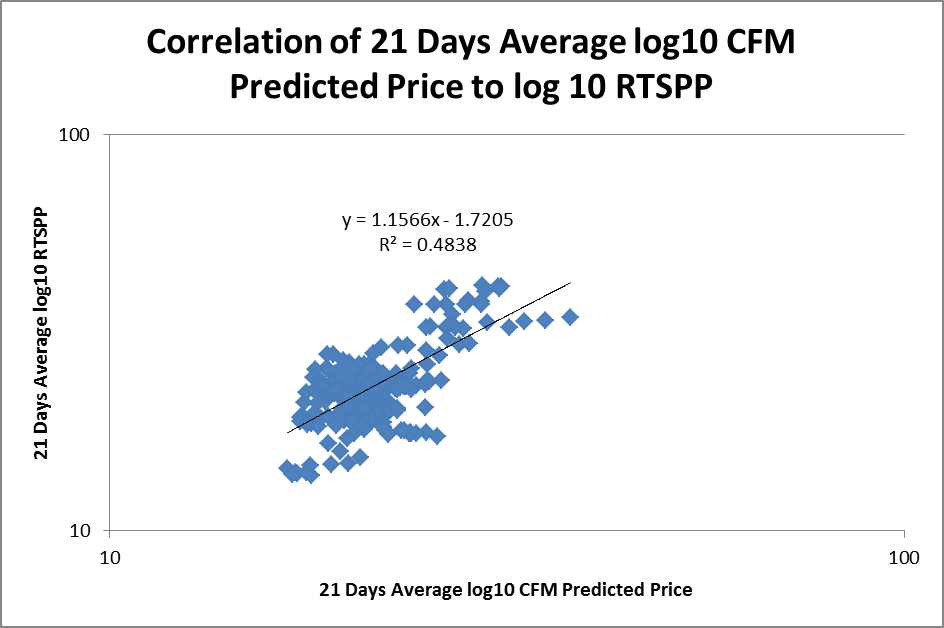 Correlation of 21 Days Average log10 CFM
Predicted Price to log 10 RTSPP
100
y = 1.1566x - 1.7205
R² = 0.4838
21 Days Average log10 RTSPP
10
10
100
21 Days Average log10 CFM Predicted Price